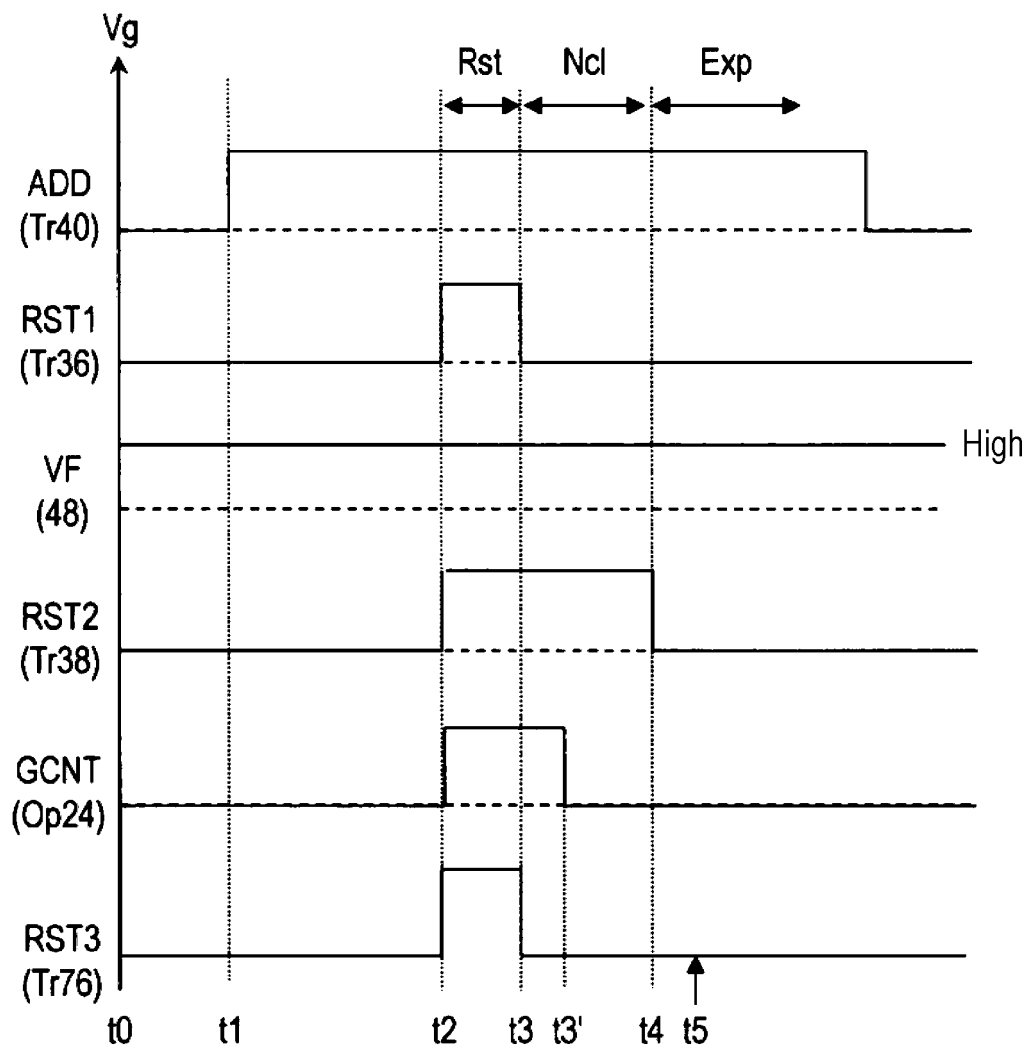 Vg
Rst Ncl Exp
ADD
(Tr40)
RST1
(Tr36)
High
VF
(48)
RST2
(Tr38)
GCNT
(Op24)
RST3
(Tr76)
t0 t1 t2 t3 t3' t4 t5